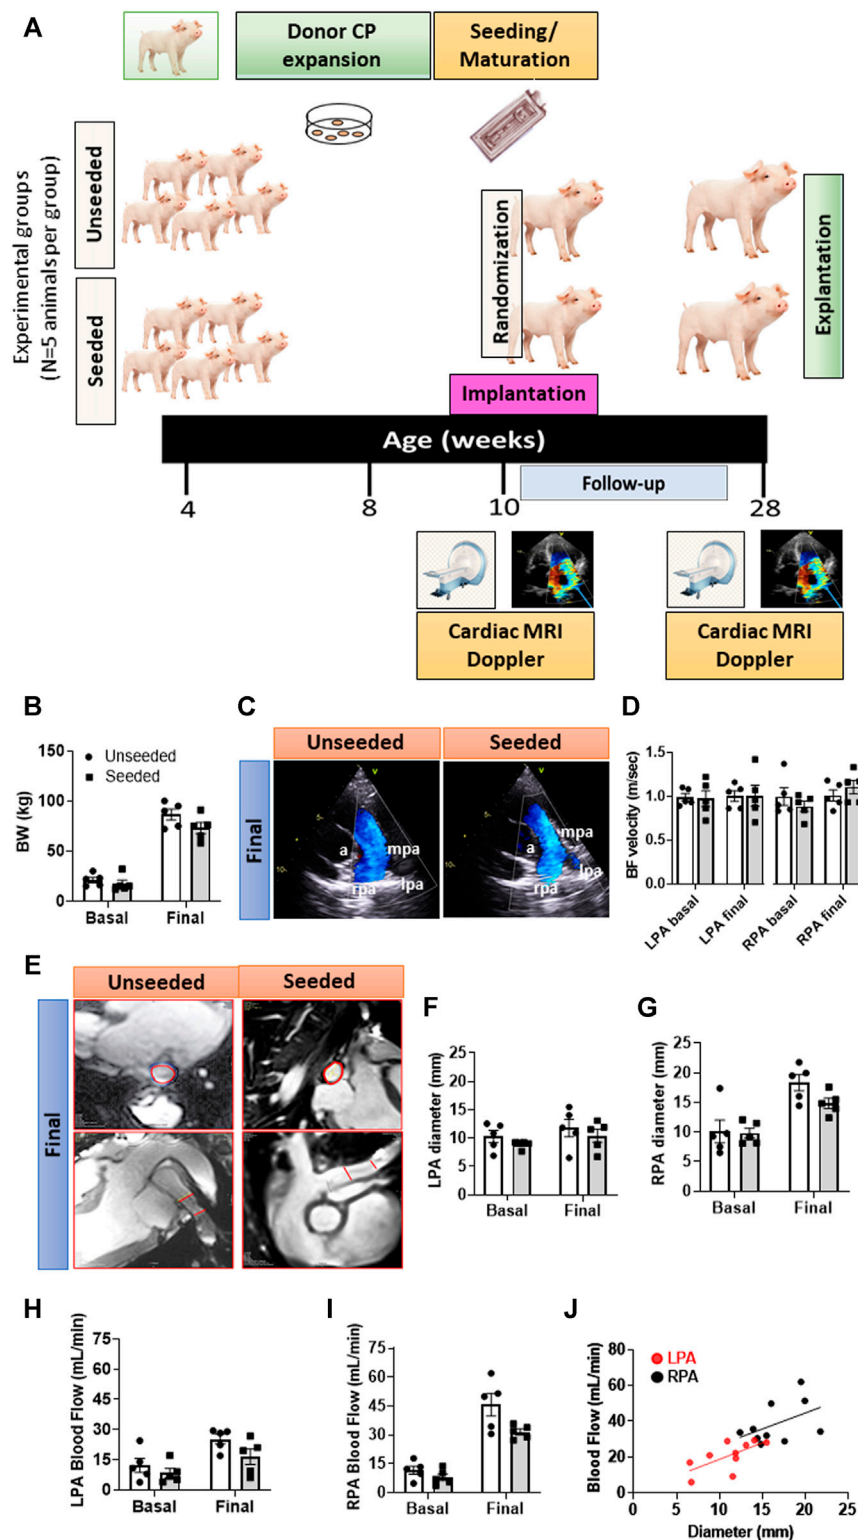 A
Donor CP
expansion
Seeding/
Maturation
Experimental groups
(N=5 animals per group)
Unseeded
Seeded
Randomization
Explantation
Implantation
Age (weeks)
4
8
10
28
Follow-up
Cardiac MRI
Doppler
Cardiac MRI
Doppler
B
BW (kg)
150
100
50
0
Unseeded
Seeded
Basal
Final
C
Unseeded
Seeded
Final
V
5
10
a
mpa
rpa
lpa
V
a
mpa
rpa
lpa
D
BF velocity (m/sec)
1.5
1.0
0.5
0.0
LPA basal
LPA final
RPA basal
RPA final
E
Unseeded
Seeded
Final
F
LPA diameter (mm)
25
20
15
10
5
0
Basal
Final
G
RPA diameter (mm)
25
20
15
10
5
0
Basal
Final
H
LPA Blood Flow (mL/min)
75
60
45
30
15
0
Basal
Final
I
RPA Blood Flow (mL/min)
75
60
45
30
15
0
Basal
Final
J
Blood Flow (mL/min)
80
60
40
20
0
LPA
RPA
0
5
10
15
20
25
Diameter (mm)